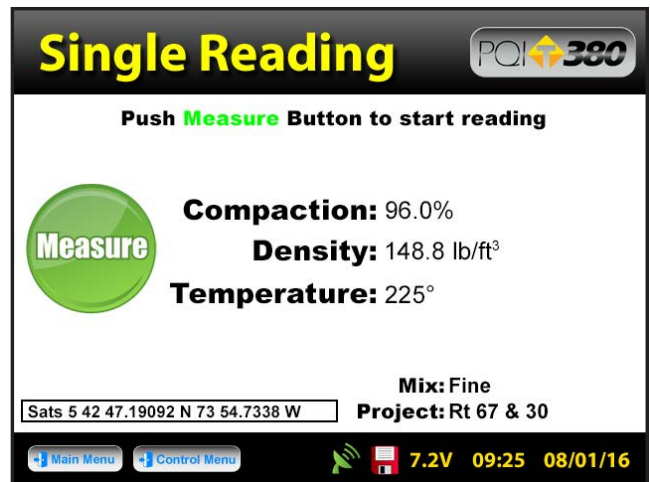 Single Reading
PQI T 380
Push Measure Button to start reading
Measure
Compaction: 96.0%
Density: 148.8 lb/ft³
Temperature: 225°
Mix: Fine
Sats 5 42 47.19092 N 73 54.7338 W
Project: Rt 67 & 30
Main Menu
Control Menu
7.2V 09:25 08/01/16